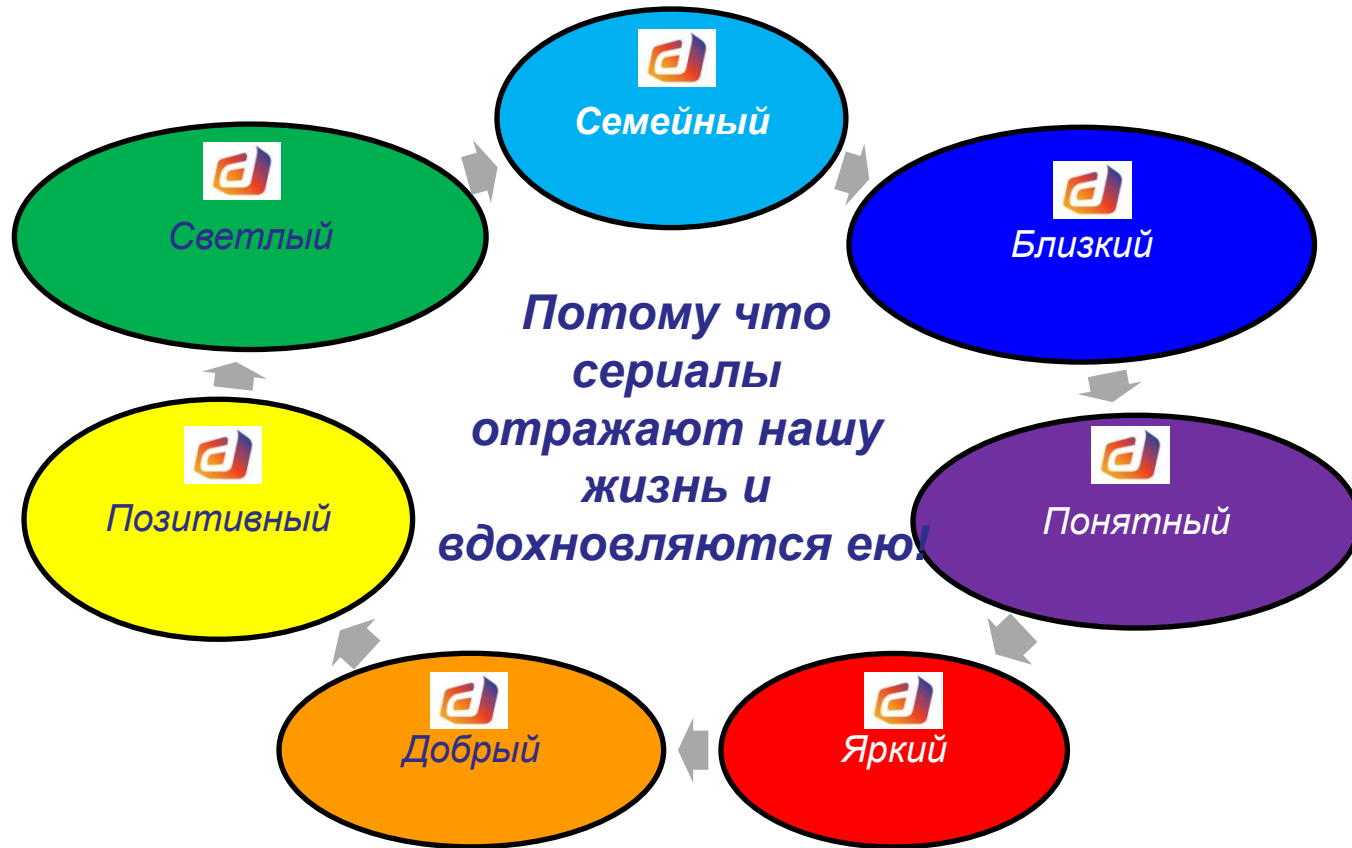 Семейный
Близкий
Понятный
Яркий
Добрый
Позитивный
Светлый
Потому что
сериалы
отражают нашу
жизнь и
вдохновляются ею!